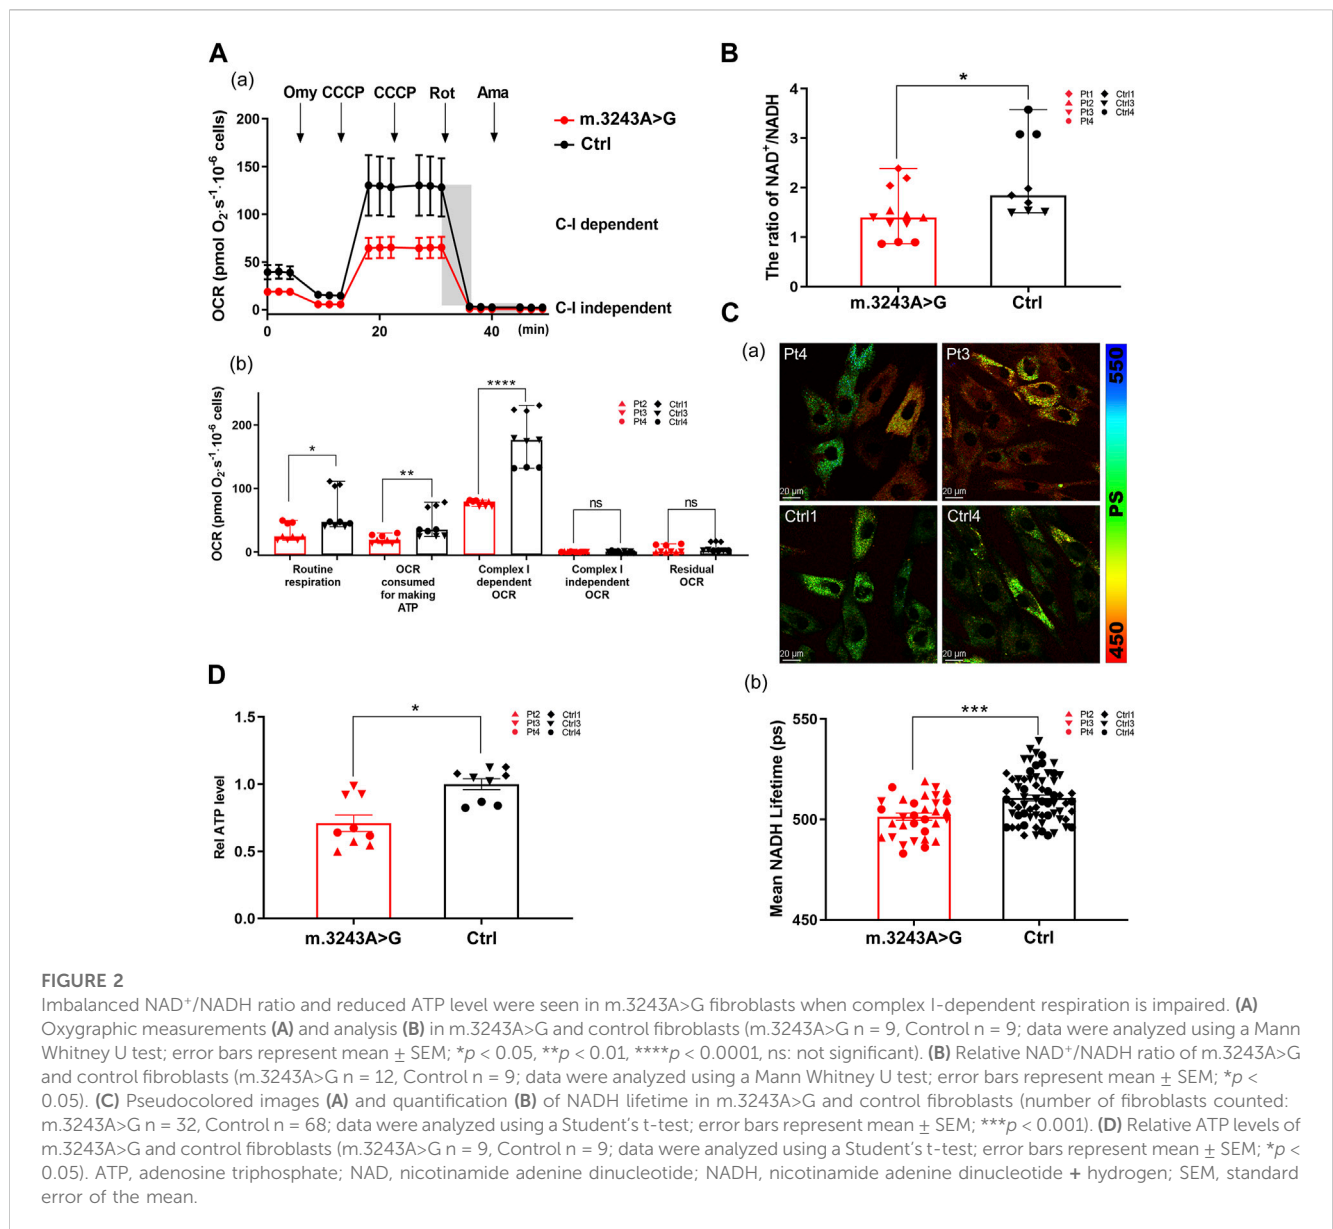 A
(a)
Omy CCCP CCCP Rot Ama
OCR (pmol O₂·s⁻¹·10⁻⁶ cells)
200
150
100
50
0
0 20 40 (min)
m.3243A>G
Ctrl
C-I dependent
C-I independent
(b)
OCR (pmol O₂·s⁻¹·10⁻⁶ cells)
200
100
0
* ** **** ns ns
Pt2 Ctrl1
Pt3 Ctrl3
Pt4 Ctrl4
Routine respiration
OCR consumed for making ATP
Complex I dependent OCR
Complex I independent OCR
Residual OCR
B
The ratio of NAD⁺/NADH
4
3
2
1
0
*
Pt1 Ctrl1
Pt2 Ctrl3
Pt3 Ctrl4
Pt4
m.3243A>G Ctrl
C
(a)
Pt4
20 µm
Pt3
20 µm
Ctrl1
20 µm
Ctrl4
20 µm
550
PS
450
(b)
Mean NADH Lifetime (ps)
550
500
450
***
Pt2 Ctrl1
Pt3 Ctrl3
Pt4 Ctrl4
m.3243A>G Ctrl
D
Rel ATP level
1.5
1.0
0.5
0.0
*
Pt2 Ctrl1
Pt3 Ctrl3
Pt4 Ctrl4
m.3243A>G Ctrl
FIGURE 2
Imbalanced NAD⁺/NADH ratio and reduced ATP level were seen in m.3243A>G fibroblasts when complex I-dependent respiration is impaired. (A)
Oxygraphic measurements (A) and analysis (B) in m.3243A>G and control fibroblasts (m.3243A>G n = 9, Control n = 9; data were analyzed using a Mann
Whitney U test; error bars represent mean ± SEM; *p < 0.05, **p < 0.01, ****p < 0.0001, ns: not significant). (B) Relative NAD⁺/NADH ratio of m.3243A>G
and control fibroblasts (m.3243A>G n = 12, Control n = 9; data were analyzed using a Mann Whitney U test; error bars represent mean ± SEM; *p <
0.05). (C) Pseudocolored images (A) and quantification (B) of NADH lifetime in m.3243A>G and control fibroblasts (number of fibroblasts counted:
m.3243A>G n = 32, Control n = 68; data were analyzed using a Student's t-test; error bars represent mean ± SEM; ***p < 0.001). (D) Relative ATP levels of
m.3243A>G and control fibroblasts (m.3243A>G n = 9, Control n = 9; data were analyzed using a Student's t-test; error bars represent mean ± SEM; *p <
0.05). ATP, adenosine triphosphate; NAD, nicotinamide adenine dinucleotide; NADH, nicotinamide adenine dinucleotide + hydrogen; SEM, standard
error of the mean.